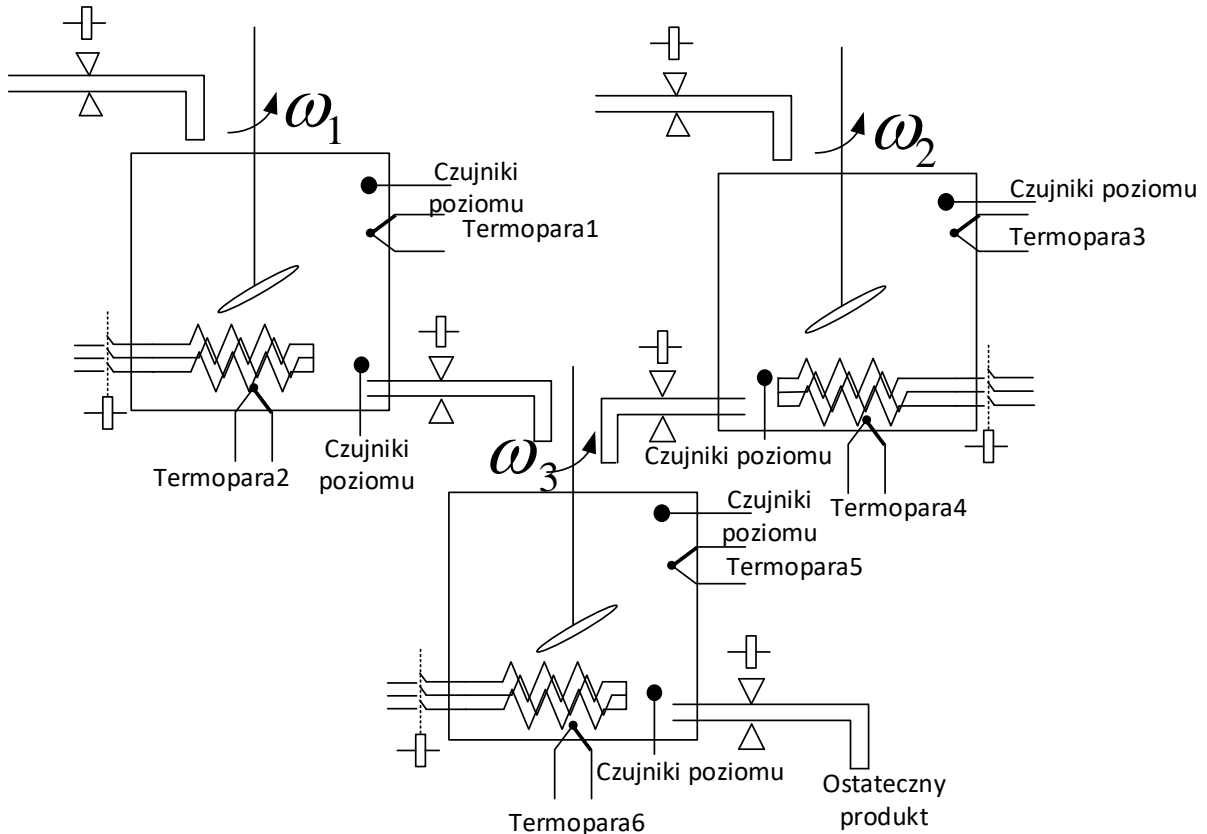 ω₁
ω₂
Czujniki
poziomu
Termopara1
Czujniki poziomu
Termopara3
Termopara2
Czujniki
poziomu
ω₃
Czujniki poziomu
Termopara4
Czujniki
poziomu
Termopara5
Czujniki poziomu
Termopara6
Ostateczny
produkt